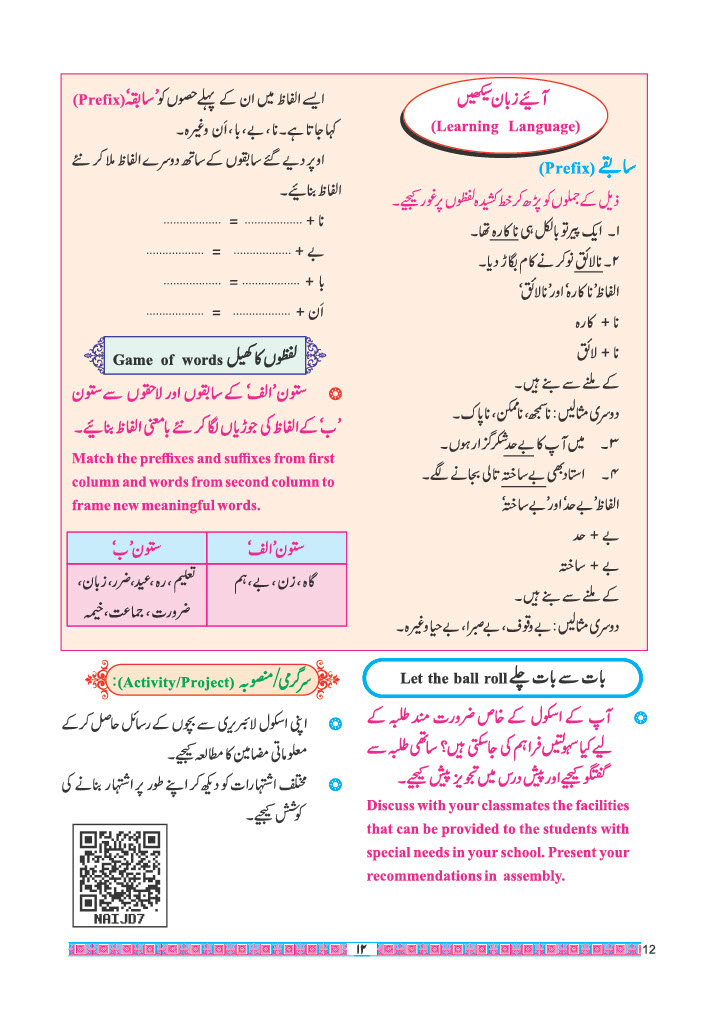 آئیے زبان سیکھیں
(Learning Language)
سابقے (Prefix)
ذیل کے جملوں کو پڑھ کر خط کشیدہ لفظوں پر غور کیجیے۔
۱۔ ایک پیر تو بالکل ہی ناکارہ تھا۔
۲۔ نالائق نوکر نے کام بگاڑ دیا۔
الفاظ ’ناکارہ‘ اور ’نالائق‘
نا + کارہ
نا + لائق
کے ملنے سے بنے ہیں۔
دوسری مثالیں : ناسمجھ، ناممکن، ناپاک۔
۳۔ میں آپ کا بے حد شکرگزار ہوں۔
۴۔ استاد بھی بے ساختہ تالی بجانے لگے۔
الفاظ ’بے حد‘ اور ’بے ساختہ‘
بے + حد
بے + ساختہ
کے ملنے سے بنے ہیں۔
دوسری مثالیں : بے وقوف، بے صبرا، بے حیا وغیرہ۔
ایسے الفاظ میں ان کے پہلے حصوں کو ’سابقہ‘ (Prefix)
کہا جاتا ہے۔ نا، بے، با، اَن وغیرہ۔
اوپر دیے گئے سابقوں کے ساتھ دوسرے الفاظ ملا کر نئے
الفاظ بنائیے۔
نا + .................. = ..................
بے + .................. = ..................
با + .................. = ..................
اَن + .................. = ..................
لفظوں کا کھیل Game of words
ستون ’الف‘ کے سابقوں اور لاحقوں سے ستون
’ب‘ کے الفاظ کی جوڑیاں لگا کر نئے بامعنی الفاظ بنائیے۔
Match the preffixes and suffixes from first
column and words from second column to
frame new meaningful words.
ستون ’الف‘ ستون ’ب‘
گاہ، زن، بے، ہم تعلیم، رہ، عید، ضرر، زبان،
ضرورت، جماعت، خیمہ
بات سے بات چلے Let the ball roll
آپ کے اسکول کے خاص ضرورت مند طلبہ کے
لیے کیا سہولتیں فراہم کی جاسکتی ہیں؟ ساتھی طلبہ سے
گفتگو کیجیے اور پیش درس میں تجویز پیش کیجیے۔
Discuss with your classmates the facilities
that can be provided to the students with
special needs in your school. Present your
recommendations in assembly.
سرگرمی/منصوبہ (Activity/Project):
اپنی اسکول لائبریری سے بچوں کے رسائل حاصل کر کے
معلوماتی مضامین کا مطالعہ کیجیے۔
مختلف اشتہارات کو دیکھ کر اپنے طور پر اشتہار بنانے کی
کوشش کیجیے۔
NAIJD7
۱۲
12